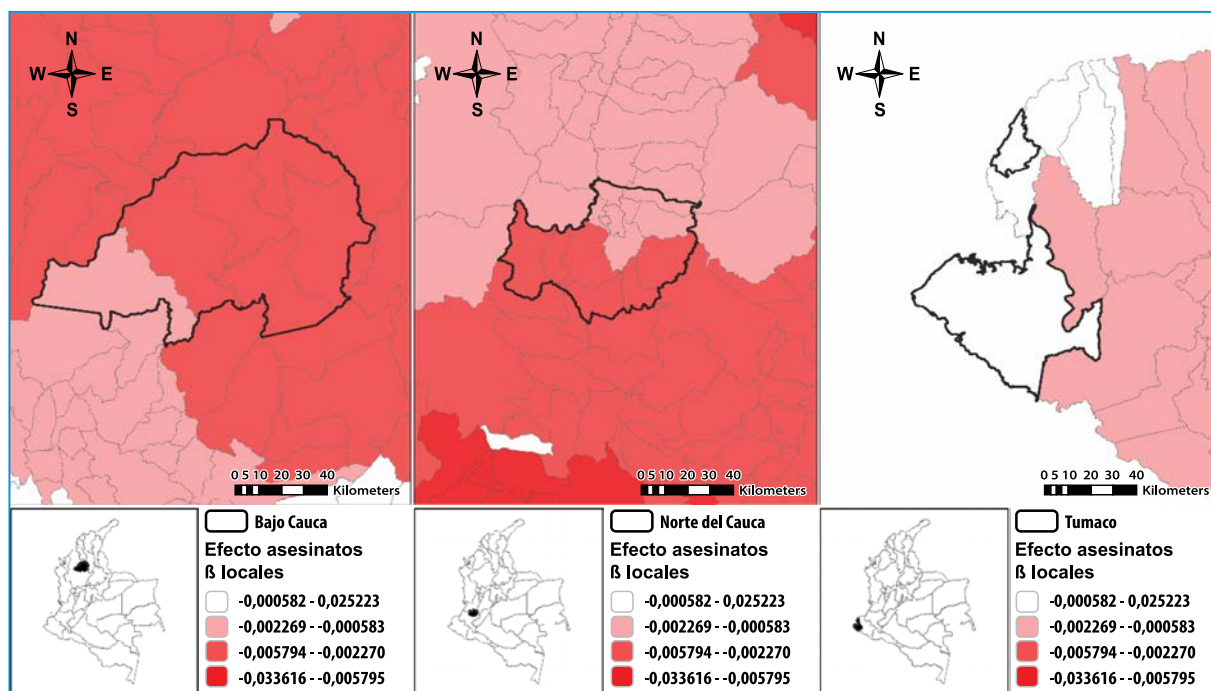 N
W E
S
0 5 10 20 30 40
Kilometers
N
W E
S
0 5 10 20 30 40
Kilometers
N
W E
S
0 5 10 20 30 40
Kilometers
Bajo Cauca
Efecto asesinatos
ß locales
-0,000582 - 0,025223
-0,002269 - -0,000583
-0,005794 - -0,002270
-0,033616 - -0,005795
Norte del Cauca
Efecto asesinatos
ß locales
-0,000582 - 0,025223
-0,002269 - -0,000583
-0,005794 - -0,002270
-0,033616 - -0,005795
Tumaco
Efecto asesinatos
ß locales
-0,000582 - 0,025223
-0,002269 - -0,000583
-0,005794 - -0,002270
-0,033616 - -0,005795